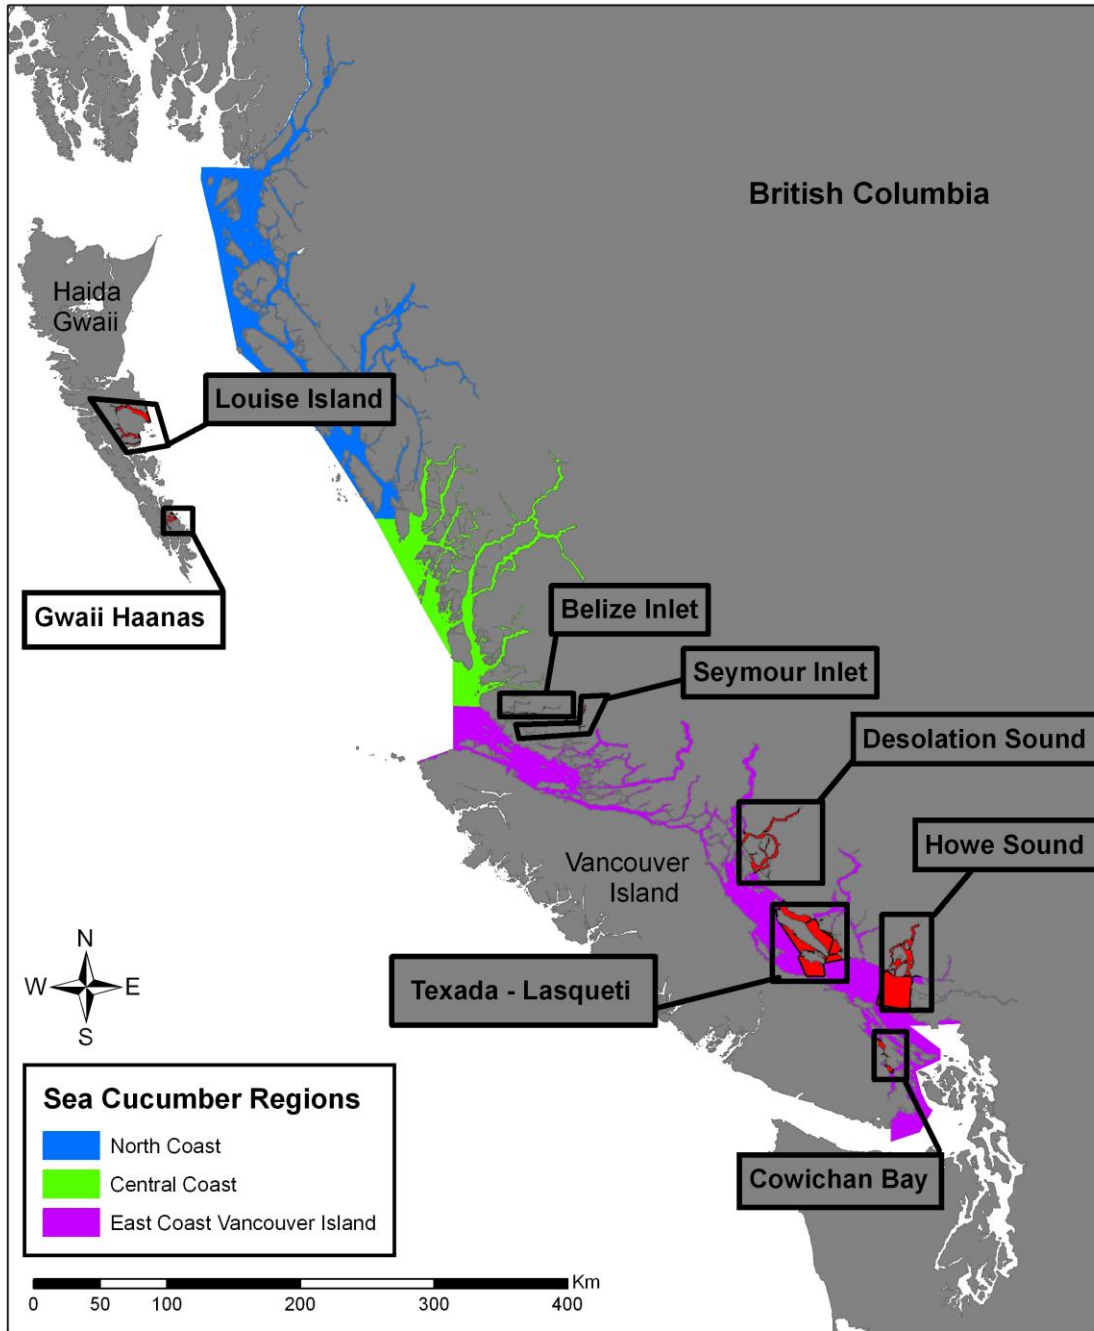 British Columbia
Haida
Gwaii
Louise Island
Gwaii Haanas
Belize Inlet
Seymour Inlet
Desolation Sound
Howe Sound
Vancouver
Island
Texada - Lasqueti
Cowichan Bay
N
W
E
S
Sea Cucumber Regions
North Coast
Central Coast
East Coast Vancouver Island
Km
0 50 100 200 300 400